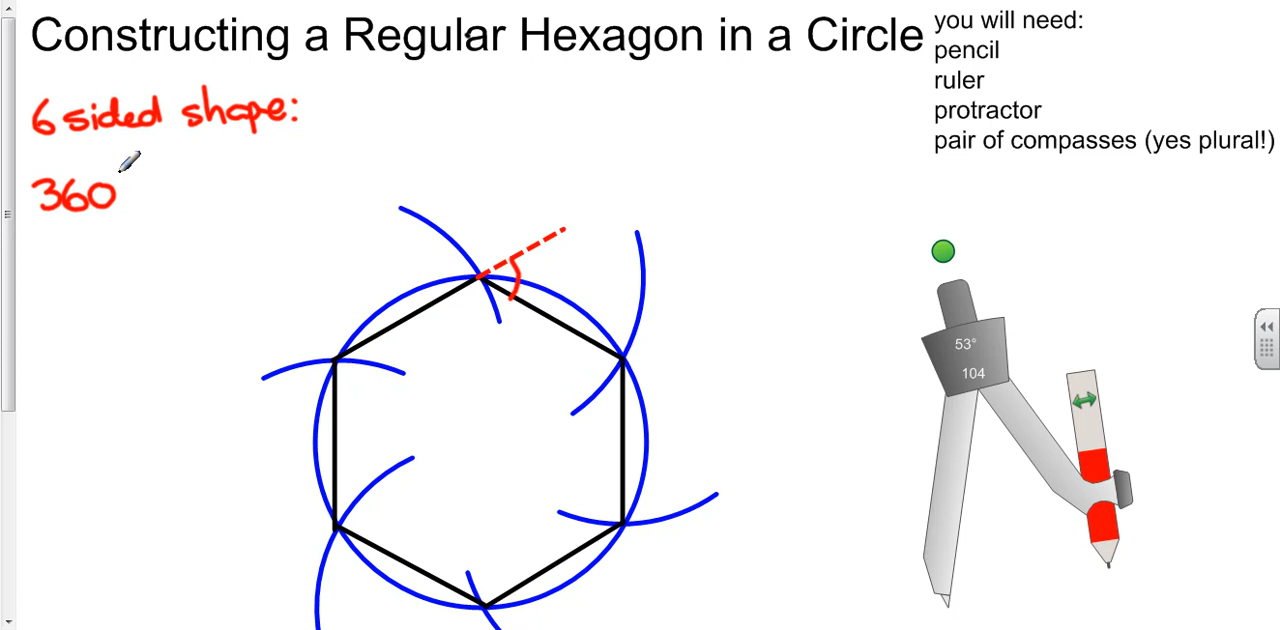 Constructing a Regular Hexagon in a Circle
you will need:
pencil
ruler
protractor
pair of compasses (yes plural!)
6 sided shape:
360
53°
104